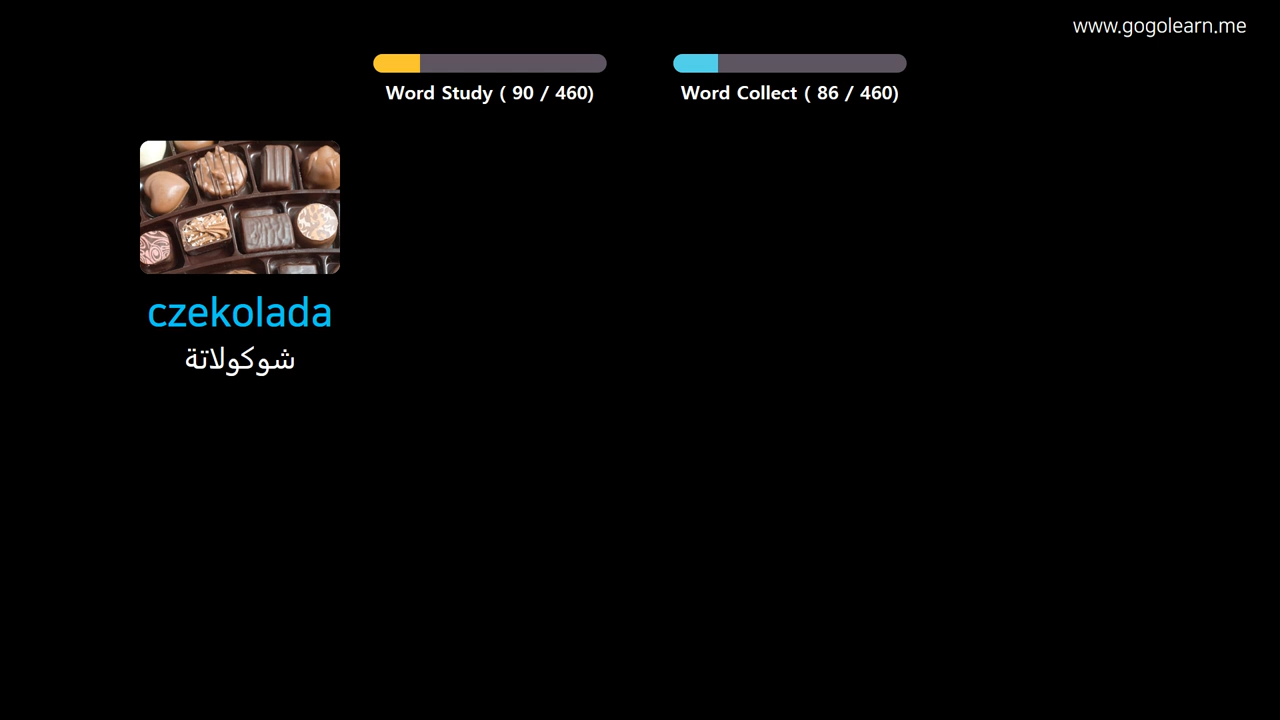 www.gogolearn.me
Word Study ( 90 / 460)
Word Collect ( 86 / 460)
czekolada
شوكولاتة